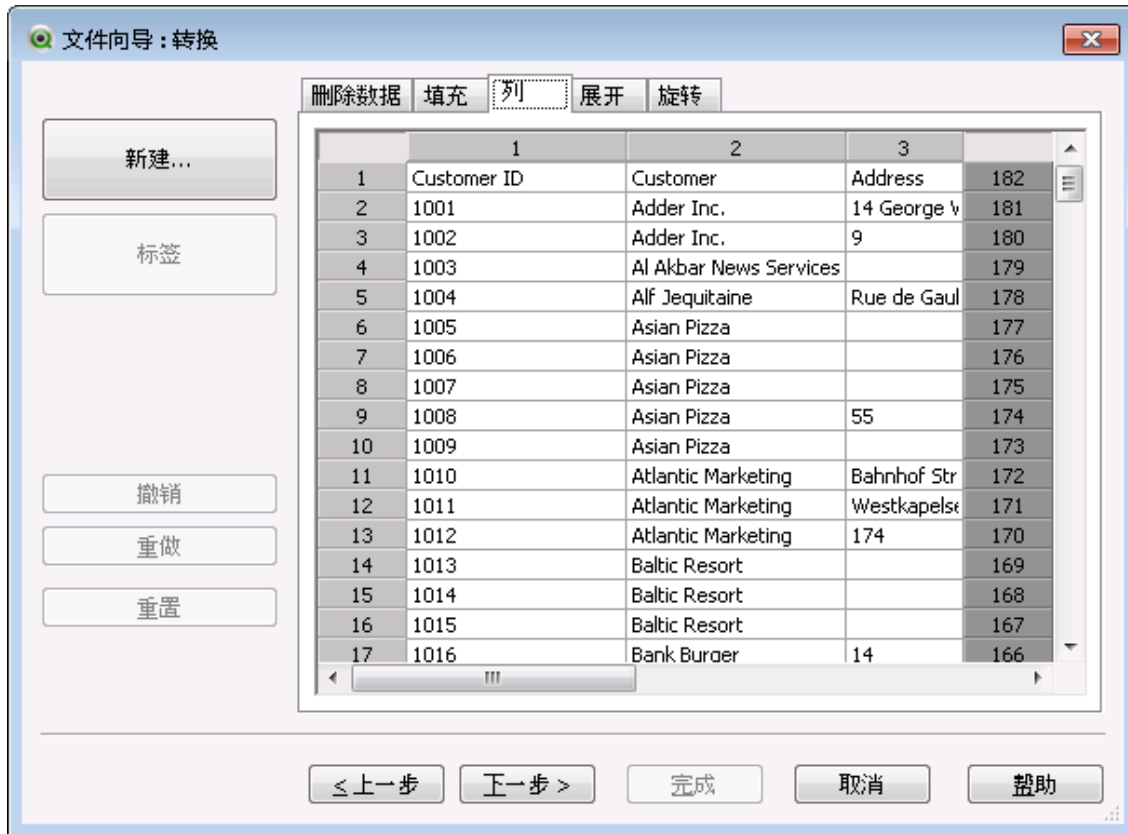 文件向导:转换
删除数据 填充 列 展开 旋转
新建...
标签
撤销
重做
重置
1 2 3
1 Customer ID Customer Address 182
2 1001 Adder Inc. 14 George 181
3 1002 Adder Inc. 9 180
4 1003 Al Akbar News Services 179
5 1004 Alf Jequitaine Rue de Gaul 178
6 1005 Asian Pizza 177
7 1006 Asian Pizza 176
8 1007 Asian Pizza 175
9 1008 Asian Pizza 55 174
10 1009 Asian Pizza 173
11 1010 Atlantic Marketing Bahnhof Str 172
12 1011 Atlantic Marketing Westkapelse 171
13 1012 Atlantic Marketing 174 170
14 1013 Baltic Resort 169
15 1014 Baltic Resort 168
16 1015 Baltic Resort 167
17 1016 Bank Burger 14 166
< 上一步 下一步 > 完成 取消 帮助